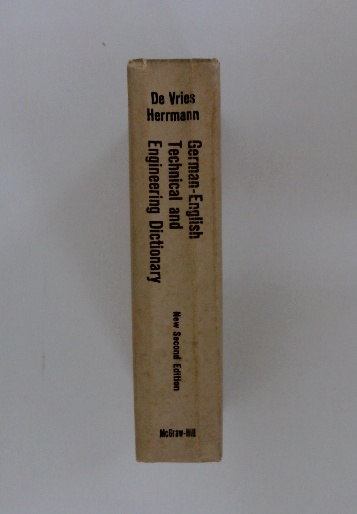 De Vries
Herrmann
German-English
Technical and
Engineering Dictionary
New Second Edition
McGraw-Hill